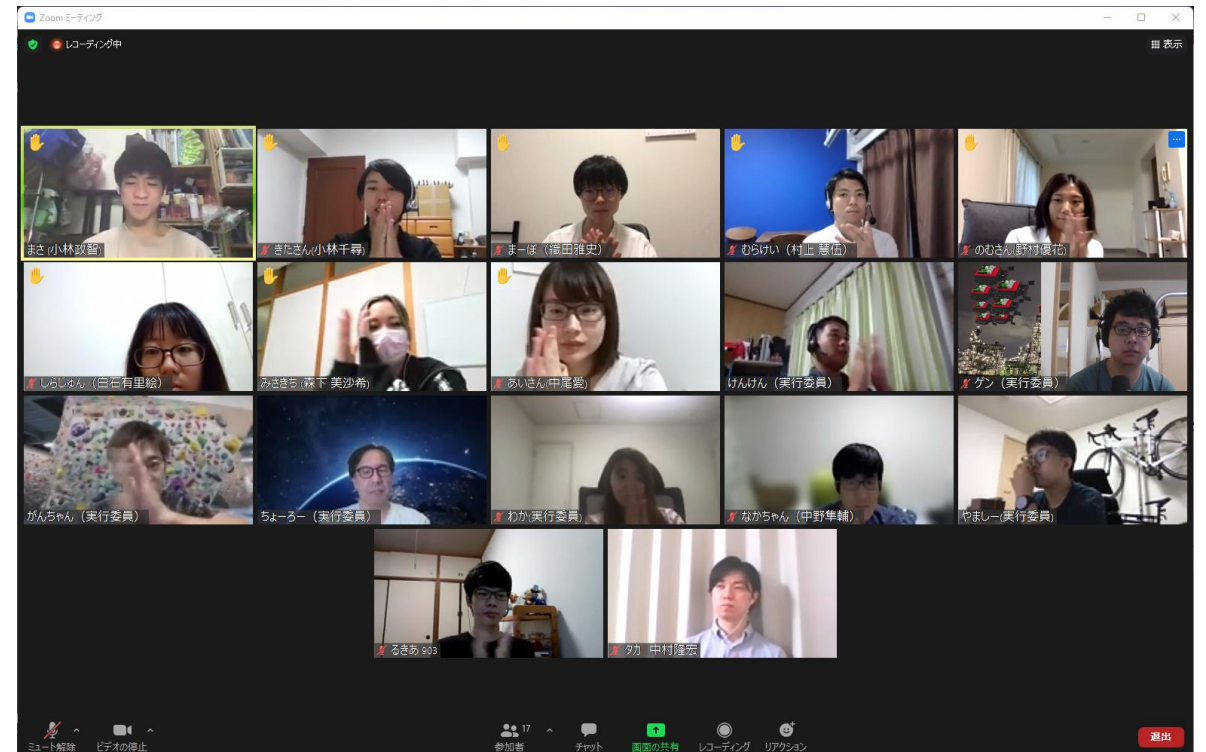 Zoom ミーティング
レコーディング中
表示
まさ(小林政智)
きたさん(小林千尋)
まーぼ（織田雅史）
むらけい（村上 慧伍）
のむさん(野村優花)
しらじゅん（白石有里絵）
みさきち(森下 美沙希)
あいさん(中尾愛)
けんけん（実行委員）
ゲン（実行委員）
がんちゃん（実行委員）
ちょーろー（実行委員）
わか(実行委員)
なかちゃん（中野隼輔）
やましー(実行委員)
るきあ 903
タカ 中村隆宏
ミュート解除
ビデオの停止
17
参加者
チャット
画面の共有
レコーディング
リアクション
退出